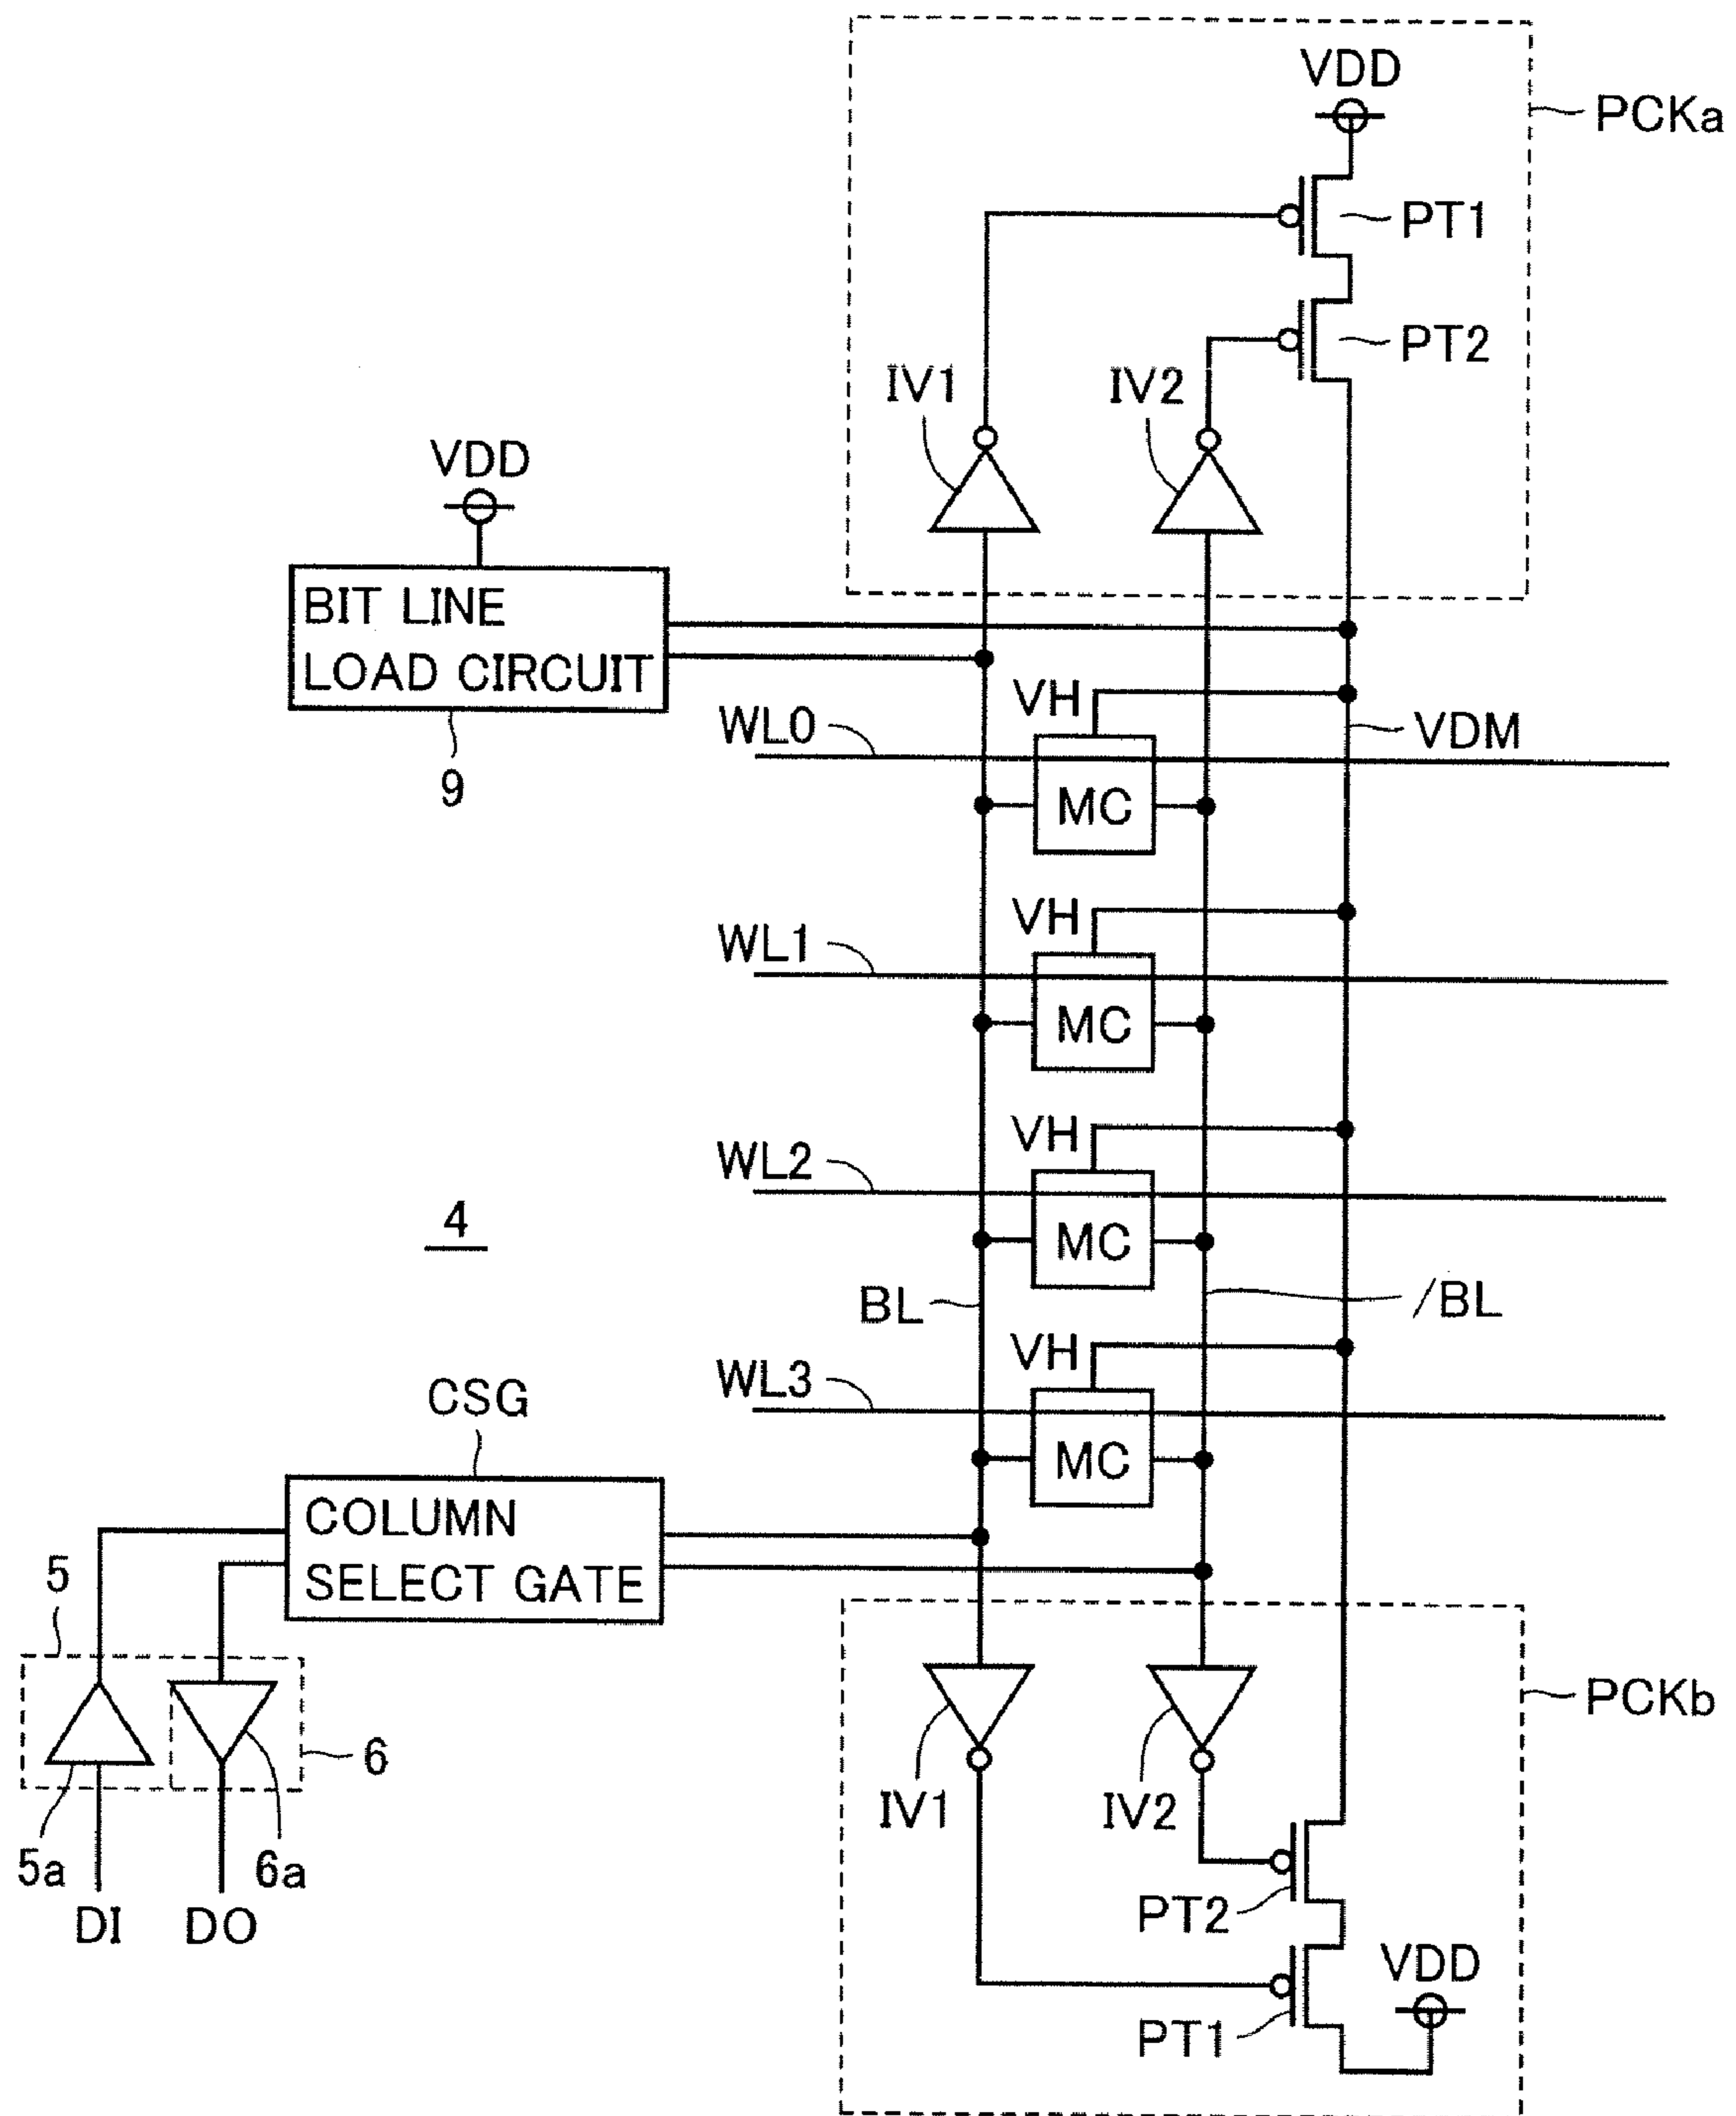 VDD
PCKa
PT1
PT2
IV1
IV2
VDD
BIT LINE
LOAD CIRCUIT
9
VH
WL0
VDM
MC
VH
WL1
MC
VH
WL2
MC
4
BL
/BL
VH
WL3
MC
CSG
COLUMN
SELECT GATE
5
6
PCKb
IV1
IV2
5a
6a
DI
DO
PT2
VDD
PT1